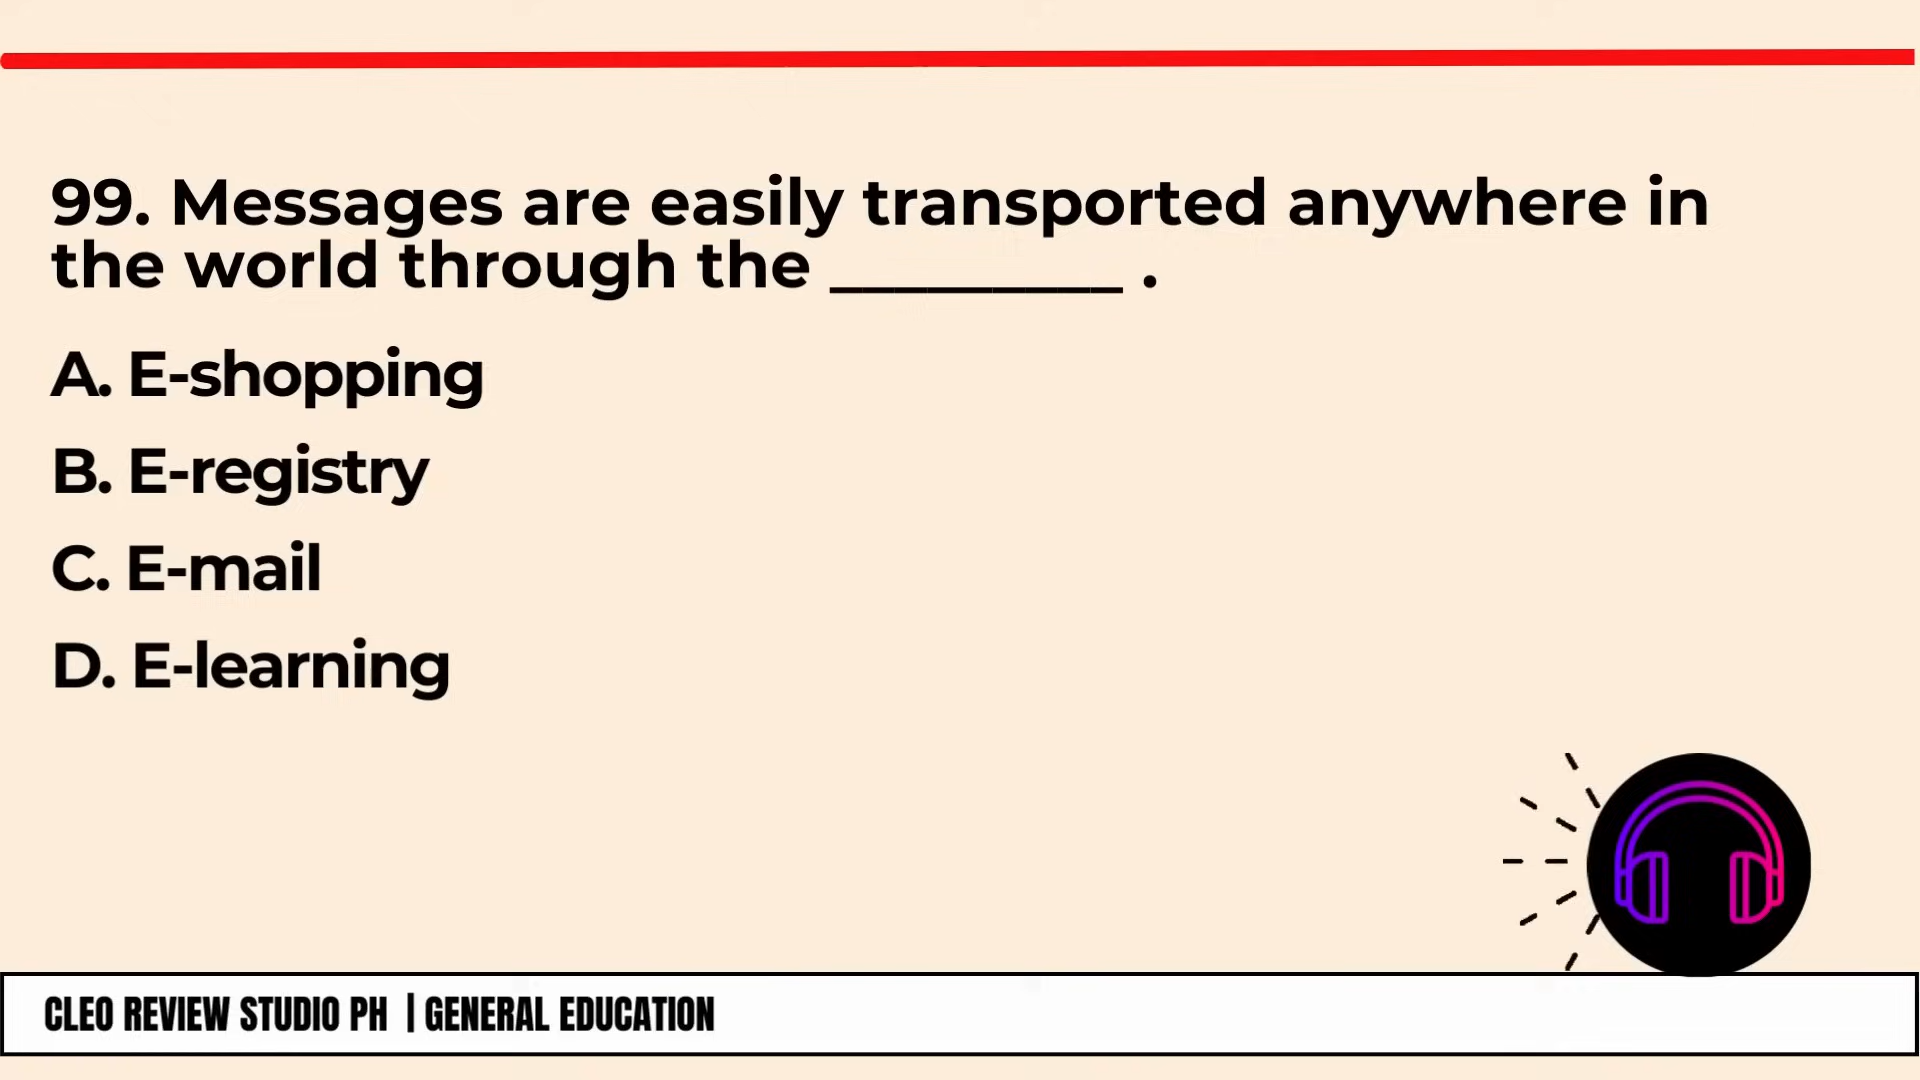 99. Messages are easily transported anywhere in
the world through the _________ .
A. E-shopping
B. E-registry
C. E-mail
D. E-learning
CLEO REVIEW STUDIO PH | GENERAL EDUCATION